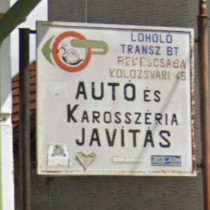 LOHOLÓ
TRANSZ BT.
BÉKÉSCSABA
KOLOZSVÁRI 45
AUTÓ ÉS
KAROSSZÉRIA
JAVÍTÁS